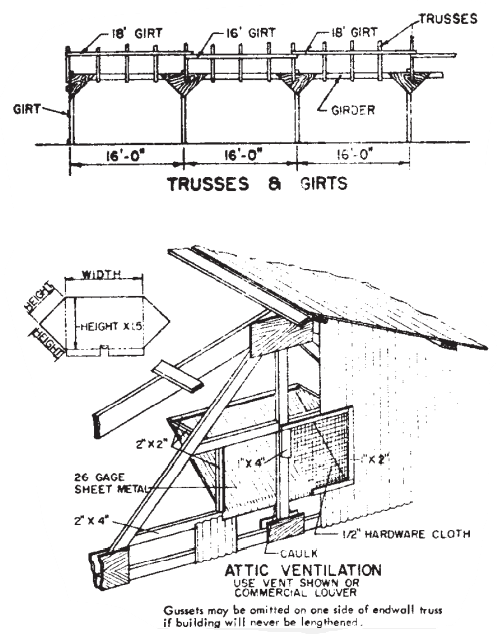 TRUSSES
18' GIRT
16' GIRT
18' GIRT
GIRT
GIRDER
16'-0" 16'-0" 16'-0"
TRUSSES & GIRTS
WIDTH
HEIGHT
HEIGHT X 1.5
HEIGHT
2" X 2"
1" X 4"
1" X 2"
26 GAGE
SHEET METAL
2" X 4"
1/2" HARDWARE CLOTH
CAULK
ATTIC VENTILATION
USE VENT SHOWN OR
COMMERCIAL LOUVER
Gussets may be omitted on one side of endwall truss
if building will never be lengthened.